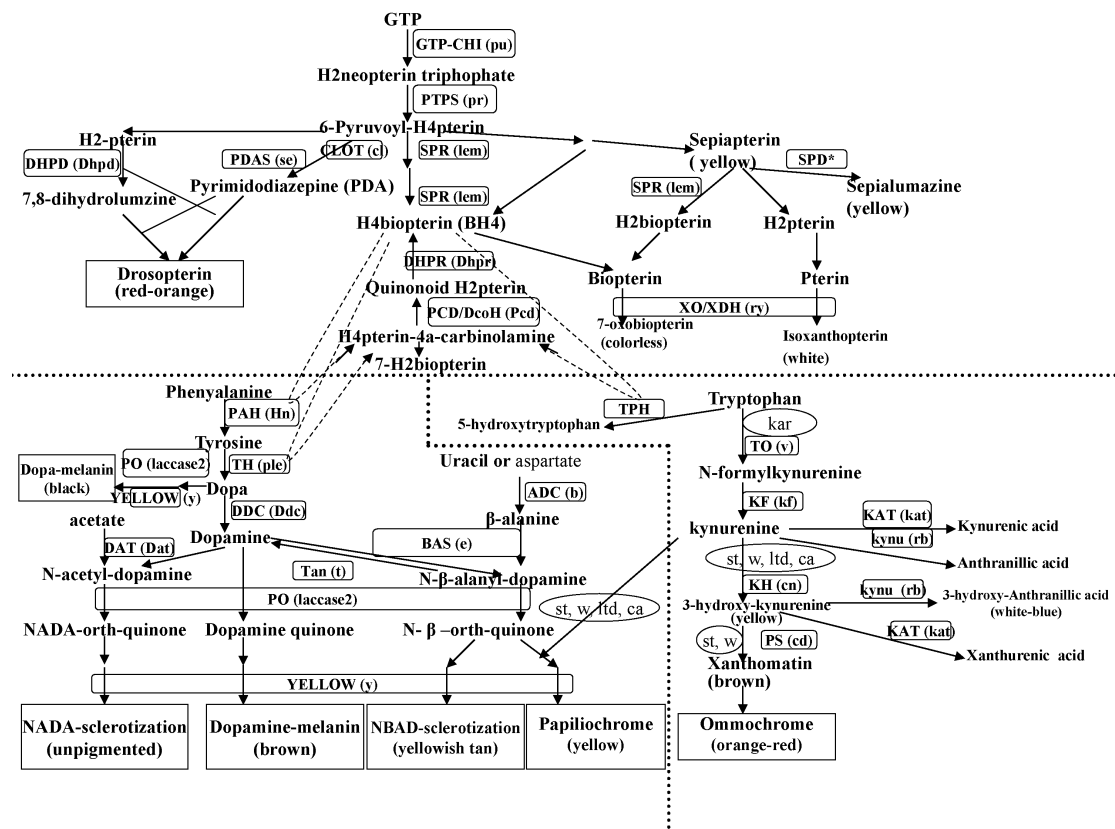 GTP
GTP-CHI (pu)
H2neopterin triphophate
PTPS (pr)
6-Pyruvoyl-H4pterin
H2-pterin
DHPD (Dhpd)
PDAS (se)
CLOT (cl)
SPR (lem)
Sepiapterin
( yellow)
SPD*
7,8-dihydrolumzine
Pyrimidodiazepine (PDA)
SPR (lem)
SPR (lem)
Sepialumazine
(yellow)
H4biopterin (BH4)
H2biopterin
H2pterin
DHPR (Dhpr)
Drosopterin
(red-orange)
Quinonoid H2pterin
Biopterin
Pterin
PCD/DcoH (Pcd)
XO/XDH (ry)
7-oxobiopterin
(colorless)
H4pterin-4a-carbinolamine
Isoxanthopterin
(white)
7-H2biopterin
Phenyalanine
PAH (Hn)
TPH
Tryptophan
5-hydroxytryptophan
kar
Tyrosine
TO (v)
PO (laccase2)
TH (ple)
Uracil or aspartate
Dopa-melanin
(black)
N-formylkynurenine
YELLOW (y)
Dopa
ADC (b)
KF (kf)
DDC (Ddc)
acetate
β-alanine
kynurenine
KAT (kat)
Kynurenic acid
kynu (rb)
Dopamine
BAS (e)
DAT (Dat)
st, w, ltd, ca
Anthranillic acid
Tan (t)
N-acetyl-dopamine
N-β-alanyl-dopamine
KH (cn)
kynu (rb)
3-hydroxy-Anthranillic acid
(white-blue)
PO (laccase2)
st, w, ltd, ca
3-hydroxy-kynurenine
(yellow)
NADA-orth-quinone
Dopamine quinone
N- β –orth-quinone
st, w
PS (cd)
KAT (kat)
Xanthurenic acid
Xanthomatin
(brown)
YELLOW (y)
NADA-sclerotization
(unpigmented)
Dopamine-melanin
(brown)
NBAD-sclerotization
(yellowish tan)
Papiliochrome
(yellow)
Ommochrome
(orange-red)